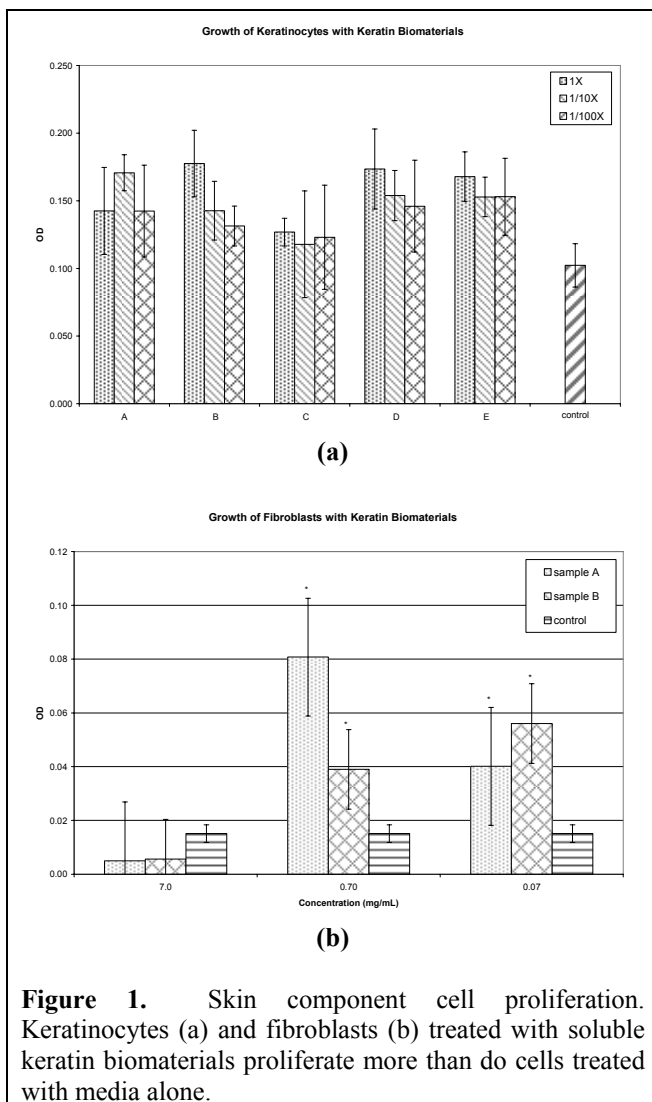 Growth of Keratinocytes with Keratin Biomaterials
0.250
0.200
0.150
0.100
0.050
0.000
OD
1X
1/10X
1/100X
A B C D E control
(a)
Growth of Fibroblasts with Keratin Biomaterials
0.12
0.10
0.08
0.06
0.04
0.02
0.00
OD
sample A
sample B
control
* * * *
7.0 0.70 0.07
Concentration (mg/mL)
(b)
Figure 1. Skin component cell proliferation.
Keratinocytes (a) and fibroblasts (b) treated with soluble
keratin biomaterials proliferate more than do cells treated
with media alone.